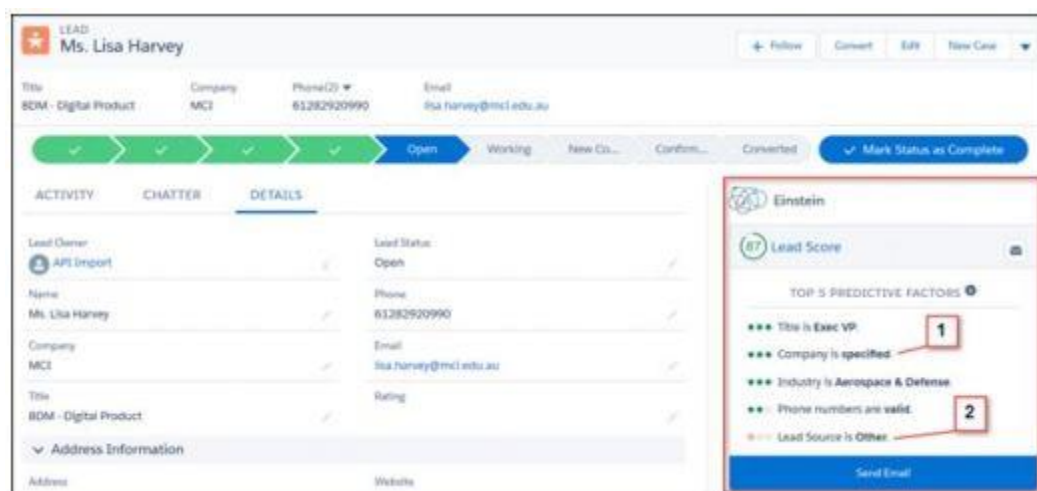 LEAD
Ms. Lisa Harvey
+ Follow Convert Edit New Case
Title Company Phone(2) Email
BDM - Digital Product MCI 61282920990 lisa.harvey@mci.edu.au
Open Working New Co... Confirm... Converted Mark Status as Complete
ACTIVITY CHATTER DETAILS
Lead Owner Lead Status
API Import Open
Name Phone
Ms. Lisa Harvey 61282920990
Company Email
MCI lisa.harvey@mci.edu.au
Title Rating
BDM - Digital Product
Address Information
Address Website
Einstein
87 Lead Score
TOP 5 PREDICTIVE FACTORS
Title is Exec VP.
1
Company is specified.
Industry is Aerospace & Defense.
Phone numbers are valid.
2
Lead Source is Other.
Send Email